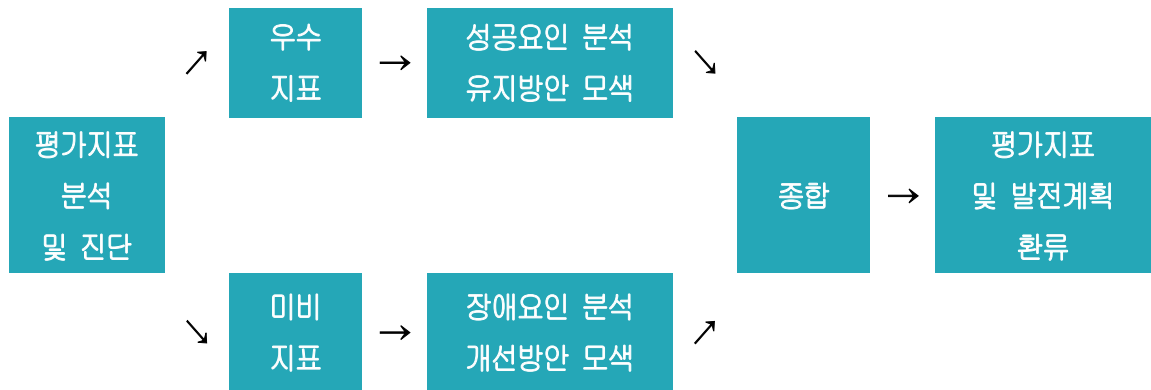 평가지표
분석
및 진단
우수
지표
성공요인 분석
유지방안 모색
미비
지표
장애요인 분석
개선방안 모색
종합
평가지표
및 발전계획
환류